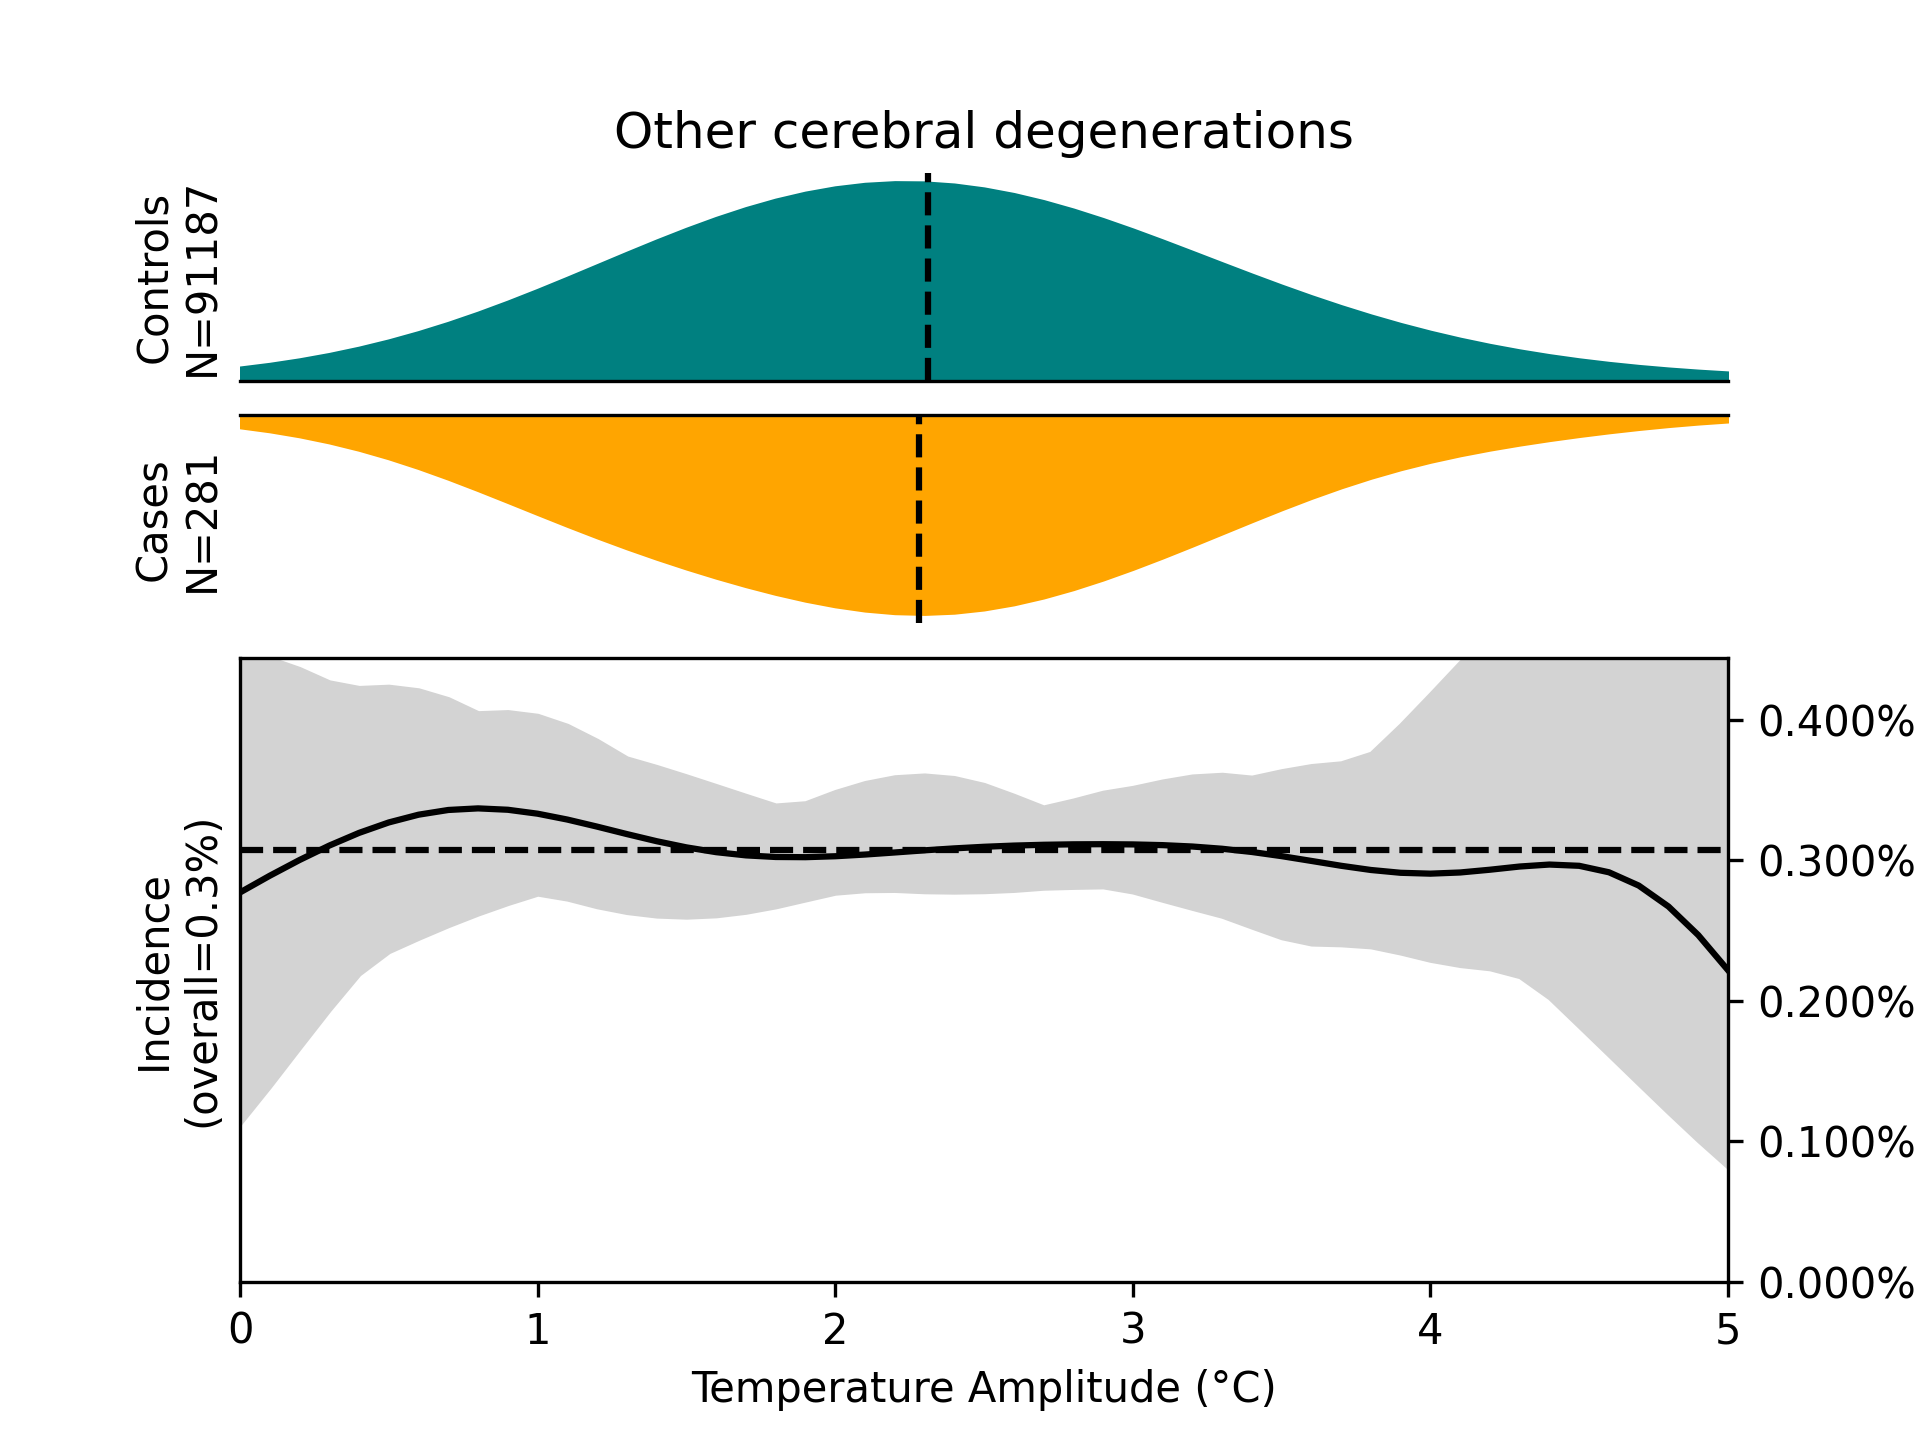 Other cerebral degenerations
Controls
N=91187
Cases
N=281
Incidence
(overall=0.3%)
0.400%
0.300%
0.200%
0.100%
0.000%
0 1 2 3 4 5
Temperature Amplitude (°C)